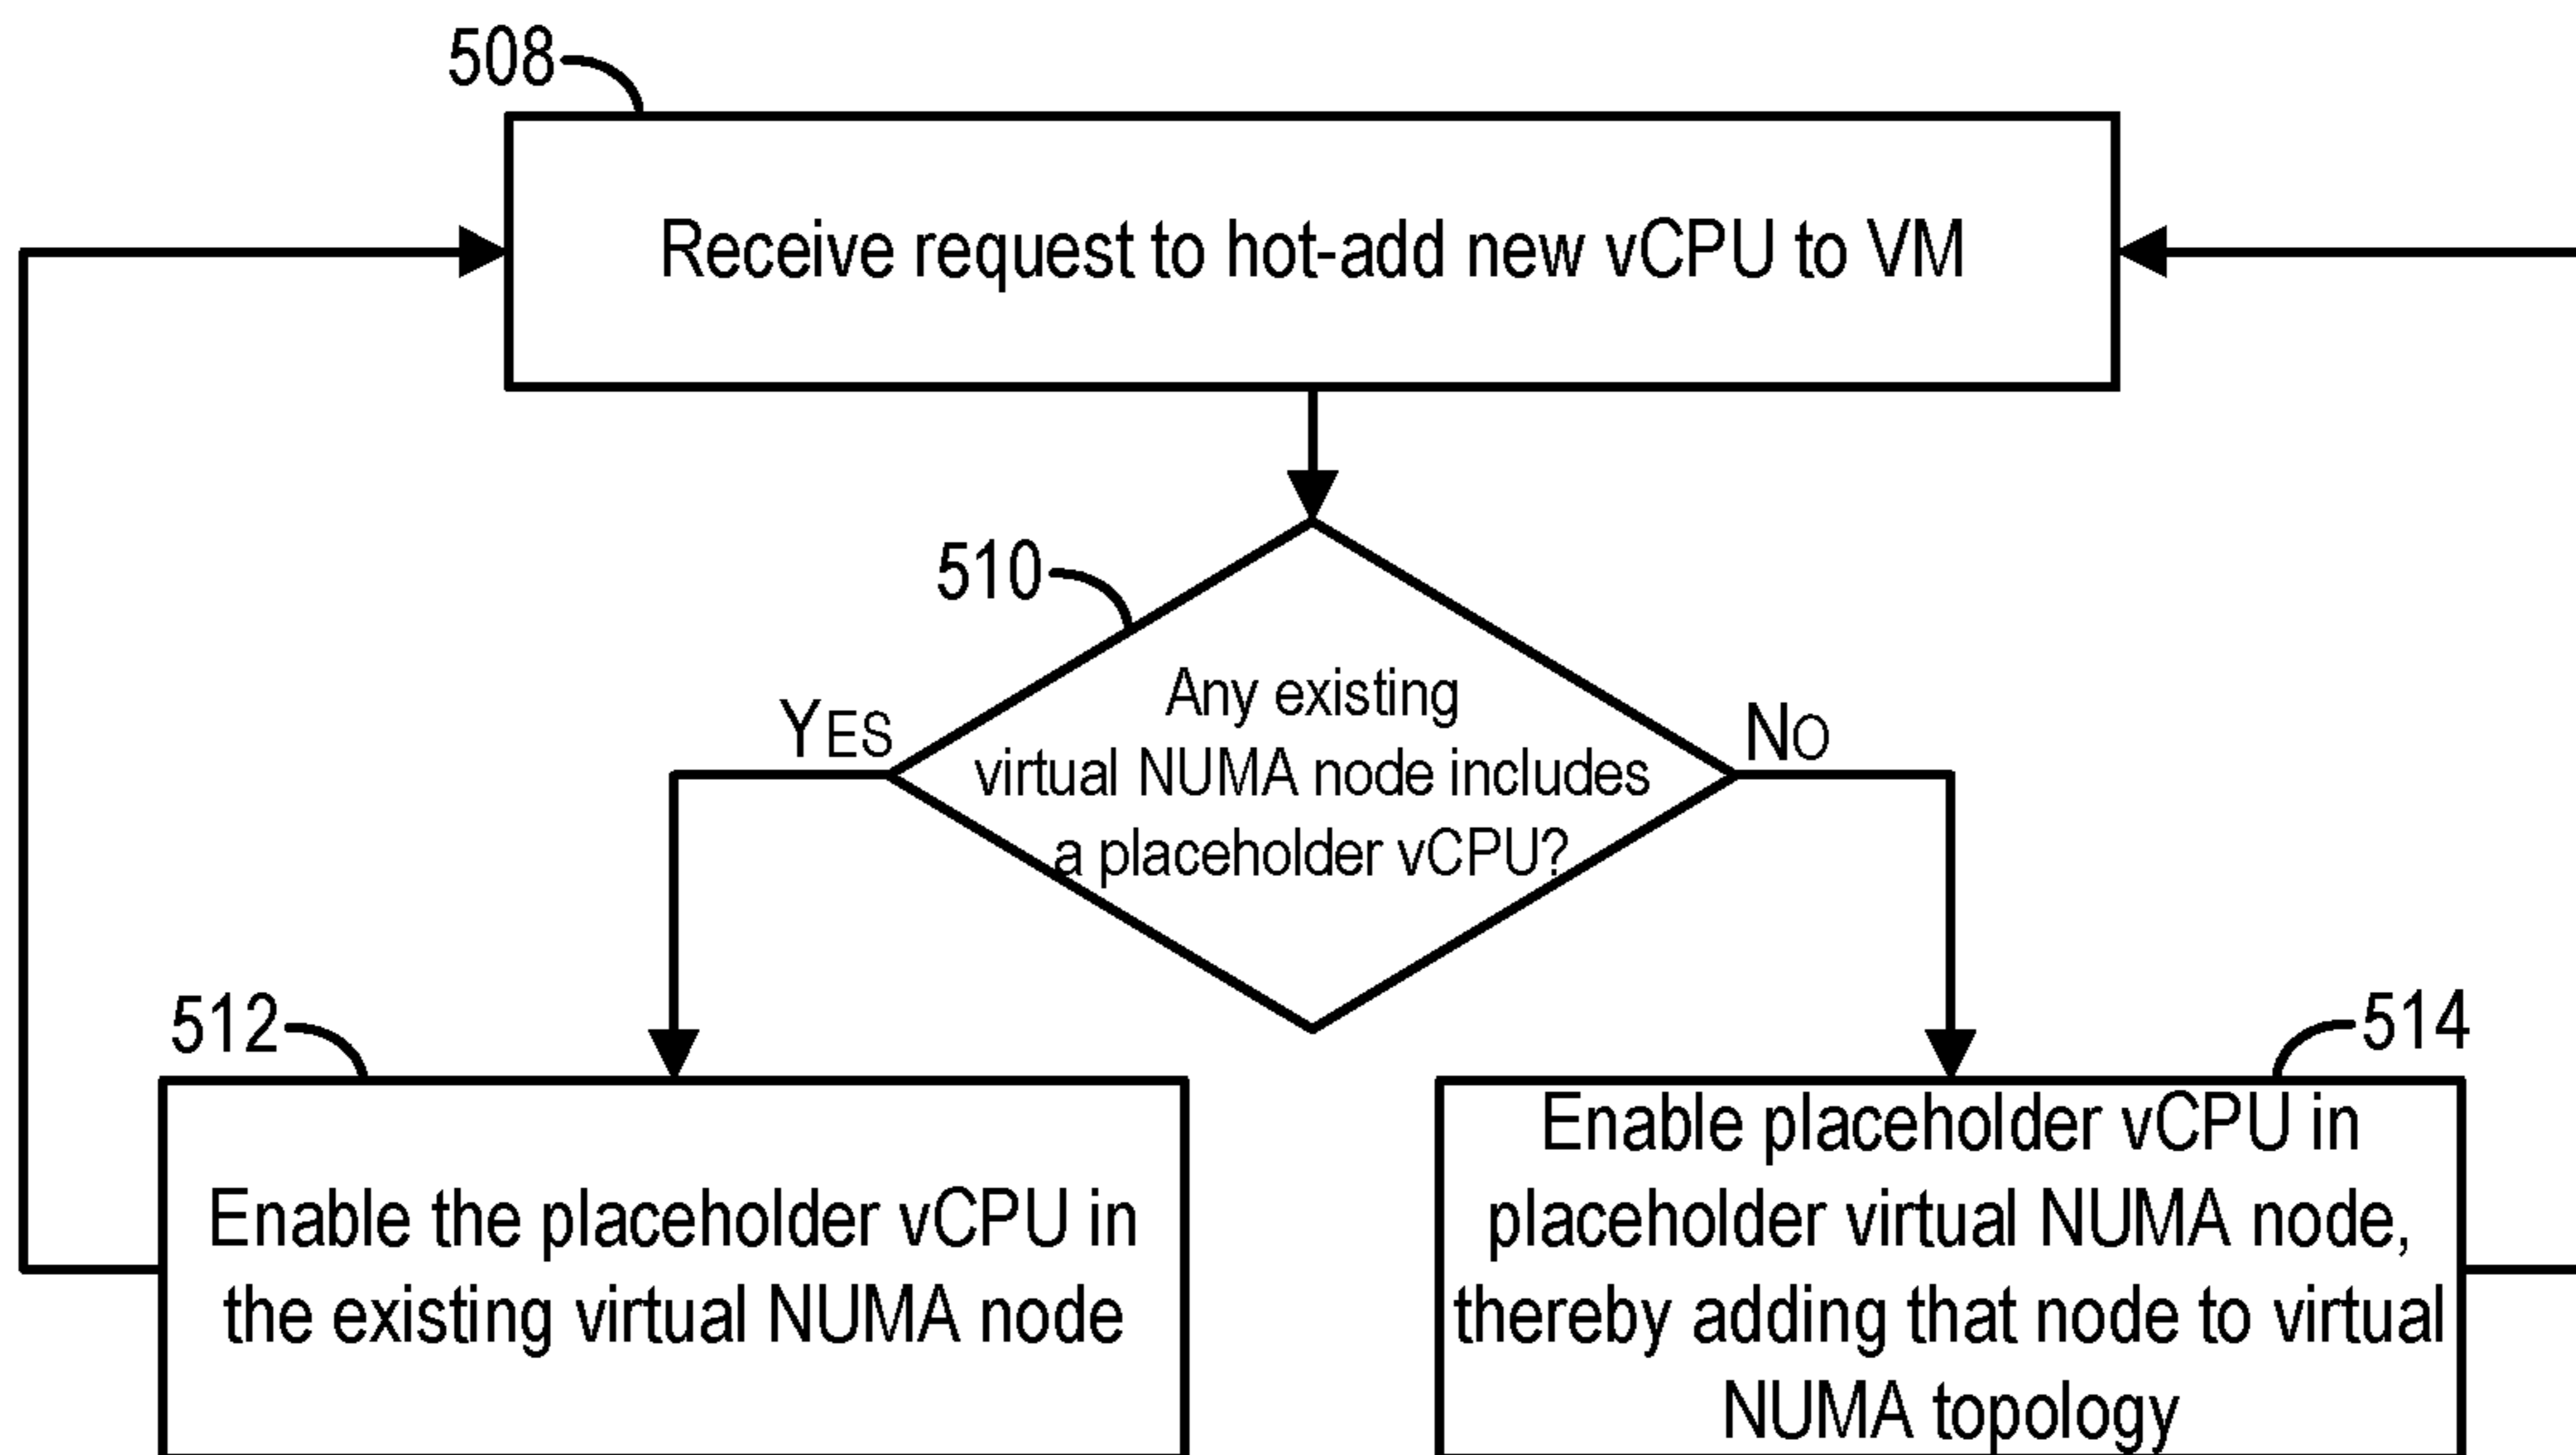 508
Receive request to hot-add new vCPU to VM
510
Any existing
virtual NUMA node includes
a placeholder vCPU?
YES
NO
512
Enable the placeholder vCPU in
the existing virtual NUMA node
514
Enable placeholder vCPU in
placeholder virtual NUMA node,
thereby adding that node to virtual
NUMA topology